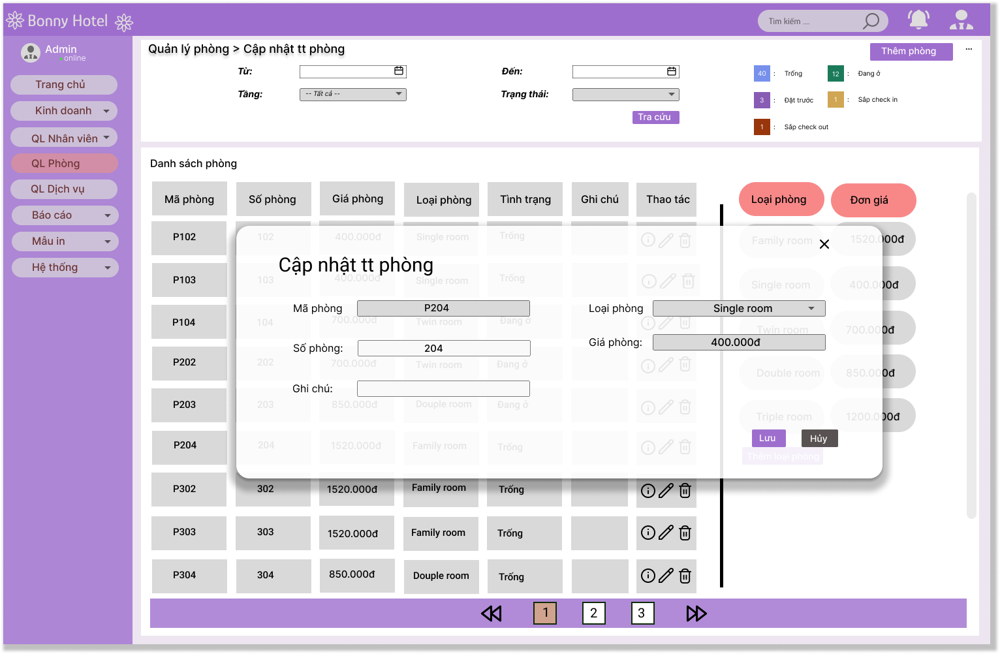 Bonny Hotel
Tìm kiếm ....
Admin
online
Trang chủ
Kinh doanh
QL Nhân viên
QL Phòng
QL Dịch vụ
Báo cáo
Mẫu in
Hệ thống
Quản lý phòng > Cập nhật tt phòng
Thêm phòng
...
Từ:
Đến:
Tầng:
-- Tất cả --
Trạng thái:
Tra cứu
40 : Trống
12 : Đang ở
3 : Đặt trước
1 : Sắp check in
1 : Sắp check out
Danh sách phòng
Mã phòng Số phòng Giá phòng Loại phòng Tình trạng Ghi chú Thao tác
P102 102 400.000đ Single room Trống
P103 103 400.000đ Single room Trống
P104 104 700.000đ Twin room Đang ở
P202 202 700.000đ Twin room Đang ở
P203 203 850.000đ Douple room Đang ở
P204 204 1520.000đ Family room Trống
P302 302 1520.000đ Family room Trống
P303 303 1520.000đ Family room Trống
P304 304 850.000đ Douple room Trống
Loại phòng Đơn giá
Family room 1520.000đ
Single room 400.000đ
Twin room 700.000đ
Double room 850.000đ
Triple room 1200.000đ
Thêm loại phòng
Cập nhật tt phòng
Mã phòng P204
Loại phòng Single room
Số phòng: 204
Giá phòng: 400.000đ
Ghi chú:
Lưu
Hủy
1 2 3